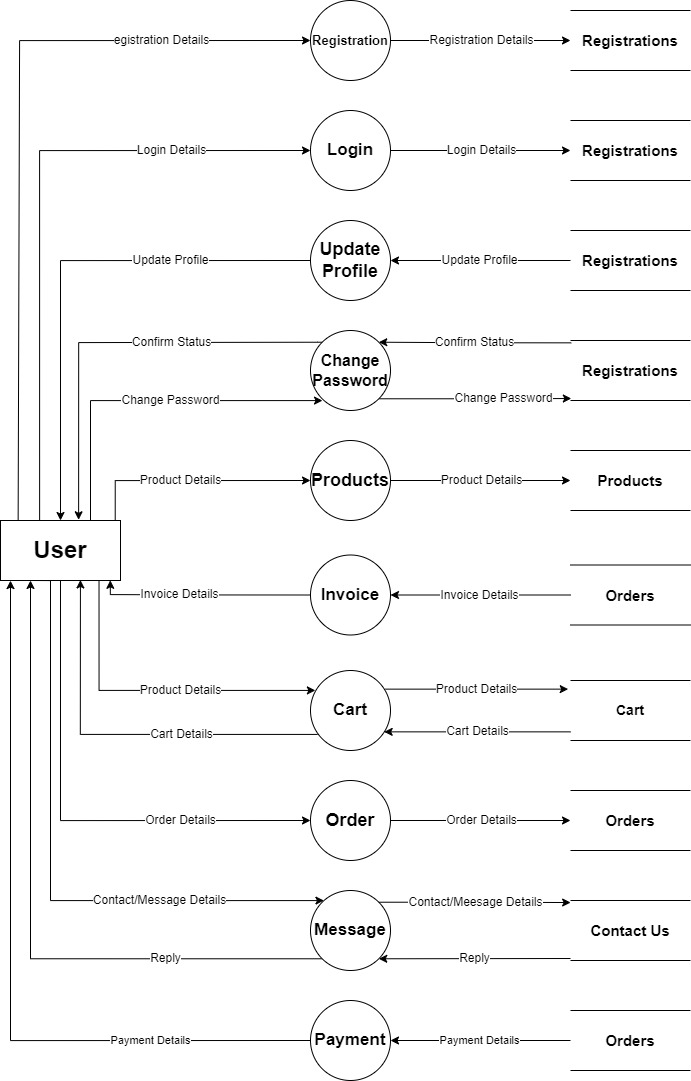 egistration Details
Registration
Registration Details
Registrations
Login Details
Login
Login Details
Registrations
Update Profile
Update
Profile
Update Profile
Registrations
Confirm Status
Change Password
Change
Password
Confirm Status
Change Password
Registrations
Product Details
Products
Product Details
Products
User
Invoice Details
Invoice
Invoice Details
Orders
Product Details
Cart Details
Cart
Product Details
Cart Details
Cart
Order Details
Order
Order Details
Orders
Contact/Message Details
Reply
Message
Contact/Meesage Details
Reply
Contact Us
Payment Details
Payment
Payment Details
Orders